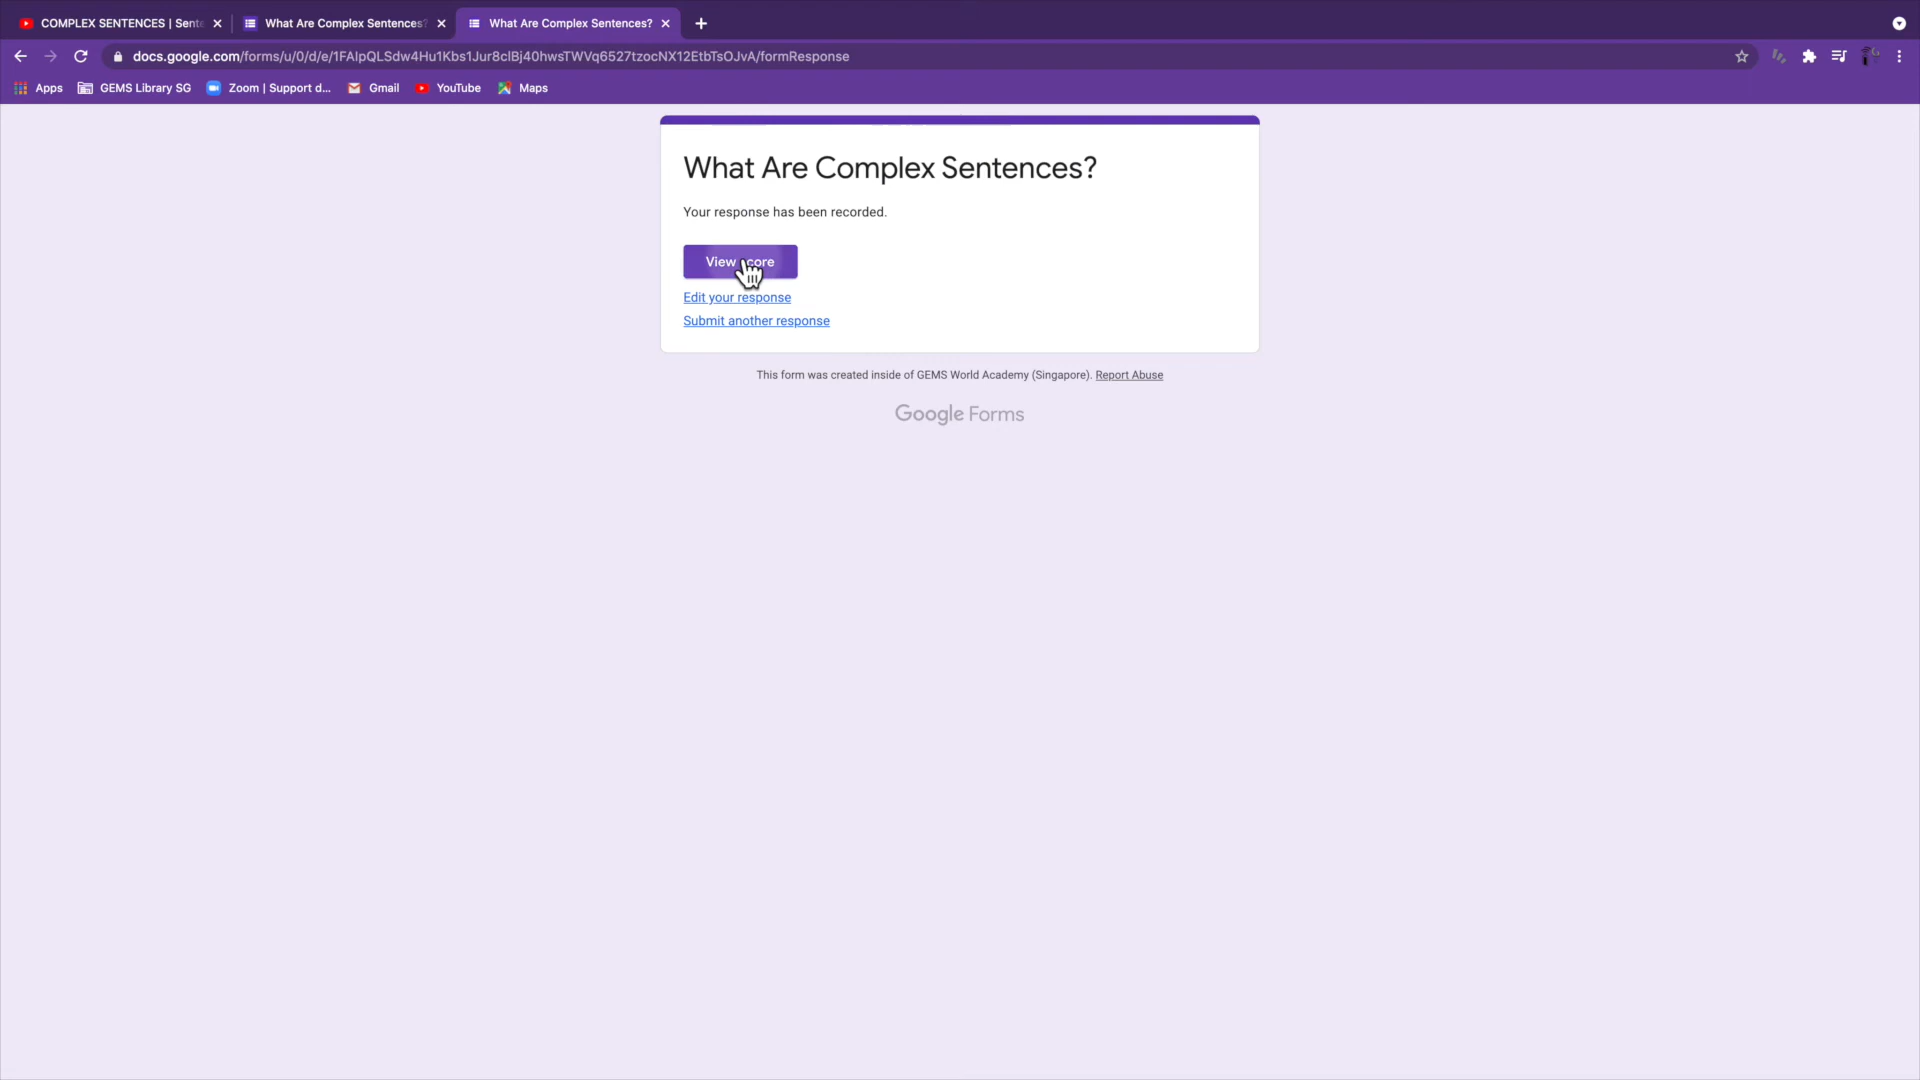 COMPLEX SENTENCES | Sent
What Are Complex Sentences?
What Are Complex Sentences?
docs.google.com/forms/u/0/d/e/1FAIpQLSdw4Hu1Kbs1Jur8clBj40hwsTWVq6527tzocNX12EtbTsOJvA/formResponse
Apps
GEMS Library SG
Zoom | Support d...
Gmail
YouTube
Maps
What Are Complex Sentences?
Your response has been recorded.
View core
Edit your response
Submit another response
This form was created inside of GEMS World Academy (Singapore). Report Abuse
Google Forms